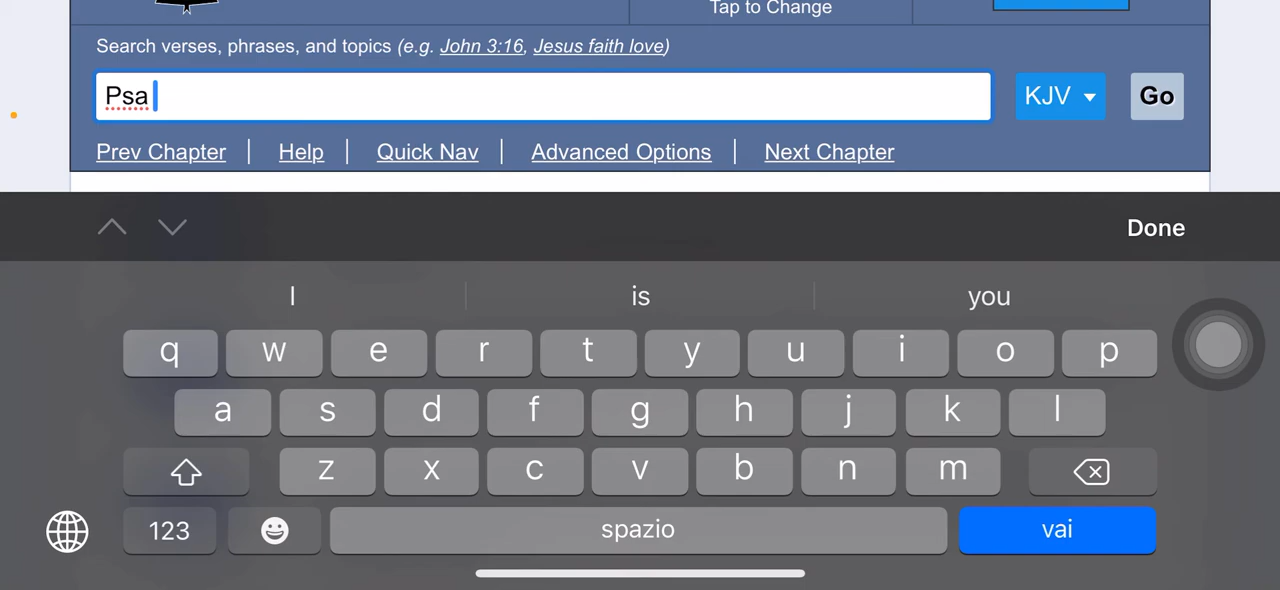 Tap to Change
Search verses, phrases, and topics (e.g. John 3:16, Jesus faith love)
Psa
KJV
Go
Prev Chapter | Help | Quick Nav | Advanced Options | Next Chapter
Done
I is you
q w e r t y u i o p
a s d f g h j k l
z x c v b n m
123 spazio vai